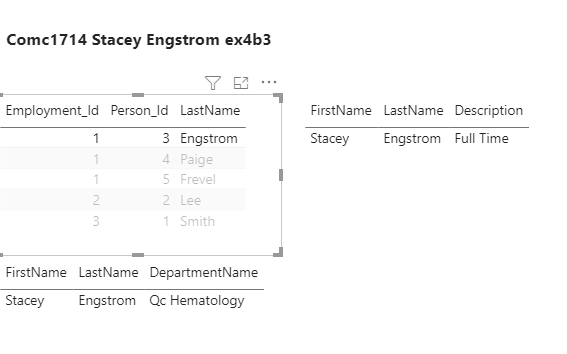 Comc1714 Stacey Engstrom ex4b3
Employment_Id Person_Id LastName
1 3 Engstrom
1 4 Paige
1 5 Frevel
2 2 Lee
3 1 Smith
FirstName LastName Description
Stacey Engstrom Full Time
FirstName LastName DepartmentName
Stacey Engstrom Qc Hematology